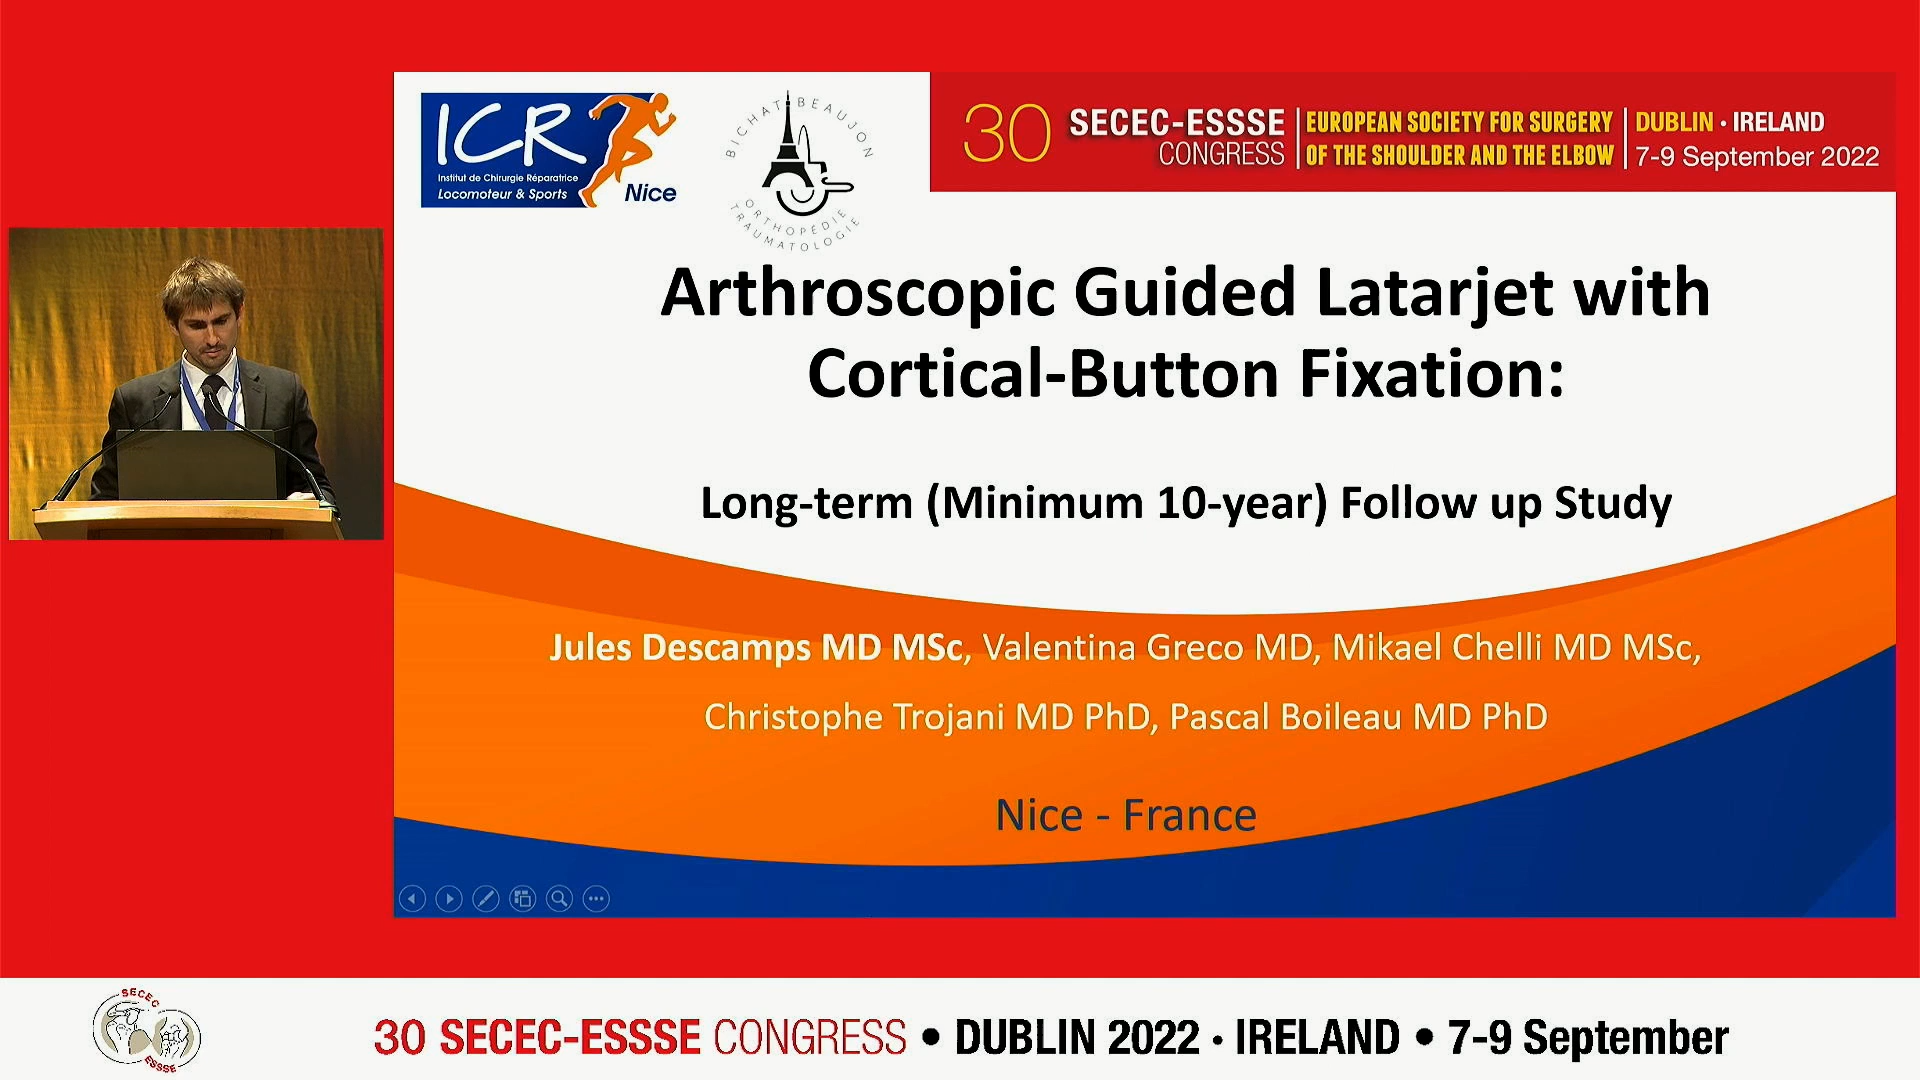 ICR
Institut de Chirurgie Réparatrice
Locomoteur & Sports
Nice
BICHAT BEAUJON
ORTHOPÉDIE
TRAUMATOLOGIE
30 SECEC-ESSSE
CONGRESS
EUROPEAN SOCIETY FOR SURGERY
OF THE SHOULDER AND THE ELBOW
DUBLIN • IRELAND
7-9 September 2022
Arthroscopic Guided Latarjet with
Cortical-Button Fixation:
Long-term (Minimum 10-year) Follow up Study
Jules Descamps MD MSc, Valentina Greco MD, Mikael Chelli MD MSc,
Christophe Trojani MD PhD, Pascal Boileau MD PhD
Nice - France
SECEC
ESSSE
30 SECEC-ESSSE CONGRESS • DUBLIN 2022 • IRELAND • 7-9 September